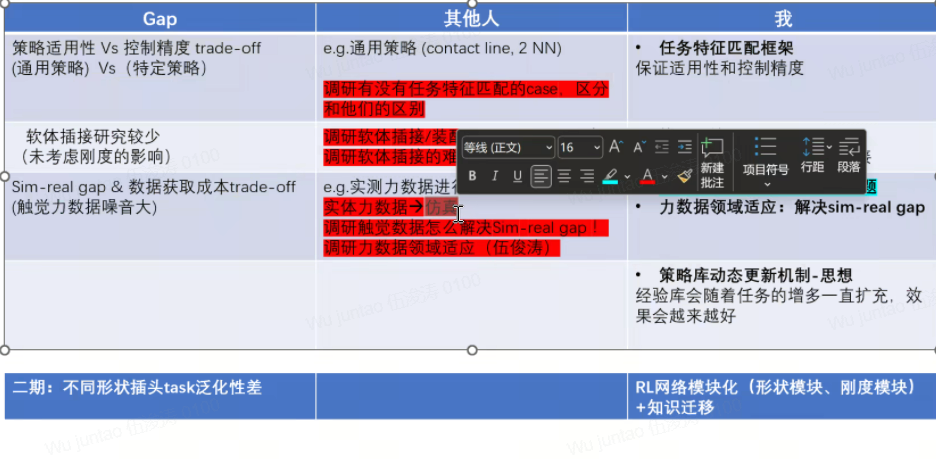 Gap
其他人
我
策略适用性 Vs 控制精度 trade-off
(通用策略) Vs（特定策略）
e.g.通用策略 (contact line, 2 NN)
调研有没有任务特征匹配的case，区分
和他们的区别
• 任务特征匹配框架
保证适用性和控制精度
软体插接研究较少
（未考虑刚度的影响）
调研软体插接/装配
调研软体插接的难
等线 (正文)
16
B I U
新建
批注
项目符号
行距
段落
Sim-real gap & 数据获取成本trade-off
(触觉力数据噪音大)
e.g.实测力数据进行
实体力数据→仿真
调研触觉数据怎么解决Sim-real gap！
调研力数据领域适应（伍俊涛）
题
• 力数据领域适应：解决sim-real gap
• 策略库动态更新机制-思想
经验库会随着任务的增多一直扩充，效
果会越来越好
二期：不同形状插头task泛化性差
RL网络模块化（形状模块、刚度模块）
+知识迁移
Wu juntao 伍俊涛 0100